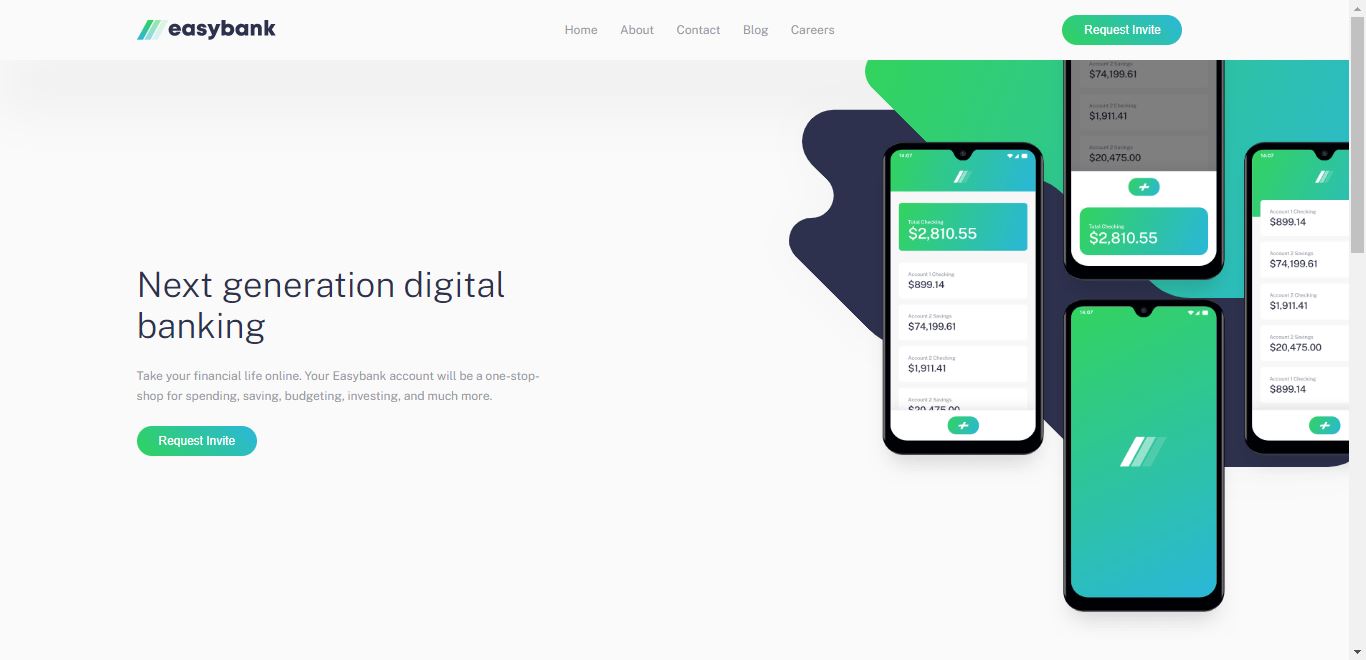 easybank
Home
About
Contact
Blog
Careers
Request Invite
Next generation digital
banking
Take your financial life online. Your Easybank account will be a one-stop-
shop for spending, saving, budgeting, investing, and much more.
Request Invite
14:07
Total Checking
$2,810.55
Account 1 Checking
$899.14
Account 2 Savings
$74,199.61
Account 2 Checking
$1,911.41
Account 2 Savings
$20,475.00
Account 2 Savings
$74,199.61
Account 2 Checking
$1,911.41
Account 2 Savings
$20,475.00
Total Checking
$2,810.55
14:07
14:07
Account 1 Checking
$899.14
Account 2 Savings
$74,199.61
Account 2 Checking
$1,911.41
Account 2 Savings
$20,475.00
Account 1 Checking
$899.14